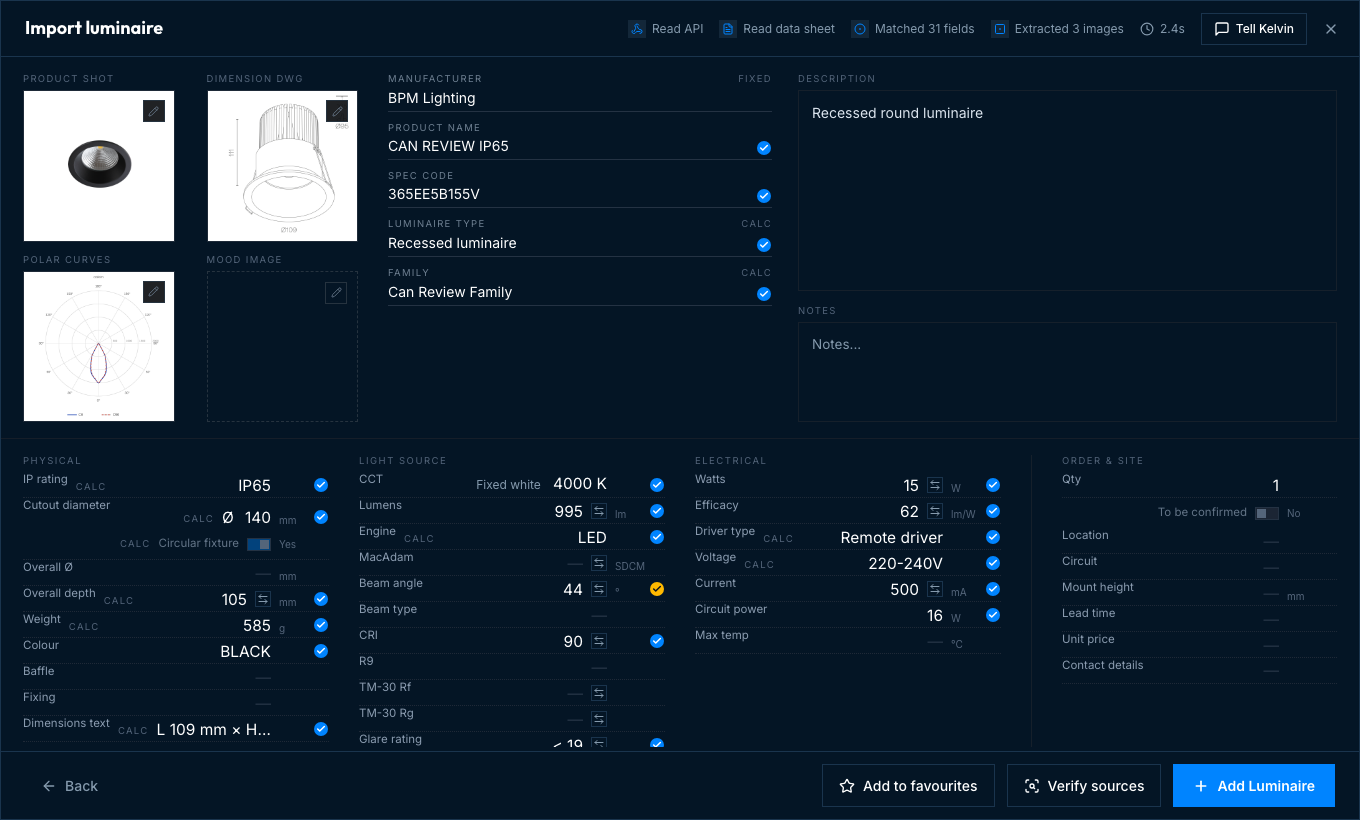 Import luminaire
Read API
Read data sheet
Matched 31 fields
Extracted 3 images
2.4s
Tell Kelvin
PRODUCT SHOT
DIMENSION DWG
111
Ø109
MANUFACTURER FIXED
BPM Lighting
PRODUCT NAME
CAN REVIEW IP65
SPEC CODE
365EE5B155V
LUMINAIRE TYPE CALC
Recessed luminaire
FAMILY CALC
Can Review Family
DESCRIPTION
Recessed round luminaire
NOTES
Notes...
POLAR CURVES
MOOD IMAGE
PHYSICAL
IP rating CALC IP65
Cutout diameter
CALC Ø 140 mm
CALC Circular fixture Yes
Overall Ø — mm
Overall depth CALC 105 mm
Weight CALC 585 g
Colour BLACK
Baffle —
Fixing —
Dimensions text CALC L 109 mm × H...
LIGHT SOURCE
CCT Fixed white 4000 K
Lumens 995 lm
Engine CALC LED
MacAdam — SDCM
Beam angle 44 °
Beam type —
CRI 90
R9 —
TM-30 Rf —
TM-30 Rg —
Glare rating < 19
ELECTRICAL
Watts 15 W
Efficacy 62 lm/W
Driver type CALC Remote driver
Voltage CALC 220-240V
Current 500 mA
Circuit power 16 W
Max temp — °C
ORDER & SITE
Qty 1
To be confirmed No
Location —
Circuit —
Mount height — mm
Lead time —
Unit price —
Contact details —
Back
Add to favourites
Verify sources
Add Luminaire